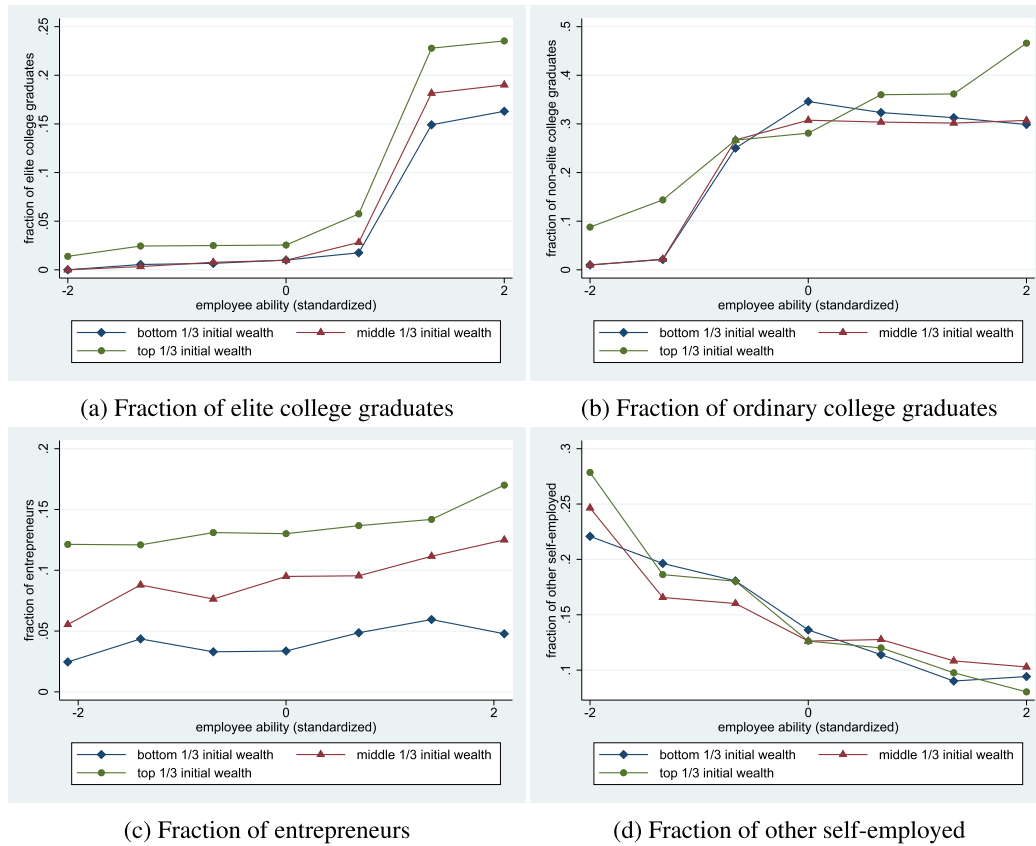 fraction of elite college graduates
.25
.2
.15
.1
.05
0
-2 0 2
employee ability (standardized)
bottom 1/3 initial wealth middle 1/3 initial wealth
top 1/3 initial wealth
(a) Fraction of elite college graduates
fraction of non-elite college graduates
.5
.4
.3
.2
.1
0
-2 0 2
employee ability (standardized)
bottom 1/3 initial wealth middle 1/3 initial wealth
top 1/3 initial wealth
(b) Fraction of ordinary college graduates
fraction of entrepreneurs
.2
.15
.1
.05
0
-2 0 2
employee ability (standardized)
bottom 1/3 initial wealth middle 1/3 initial wealth
top 1/3 initial wealth
(c) Fraction of entrepreneurs
fraction of other self-employed
.3
.25
.2
.15
.1
-2 0 2
employee ability (standardized)
bottom 1/3 initial wealth middle 1/3 initial wealth
top 1/3 initial wealth
(d) Fraction of other self-employed